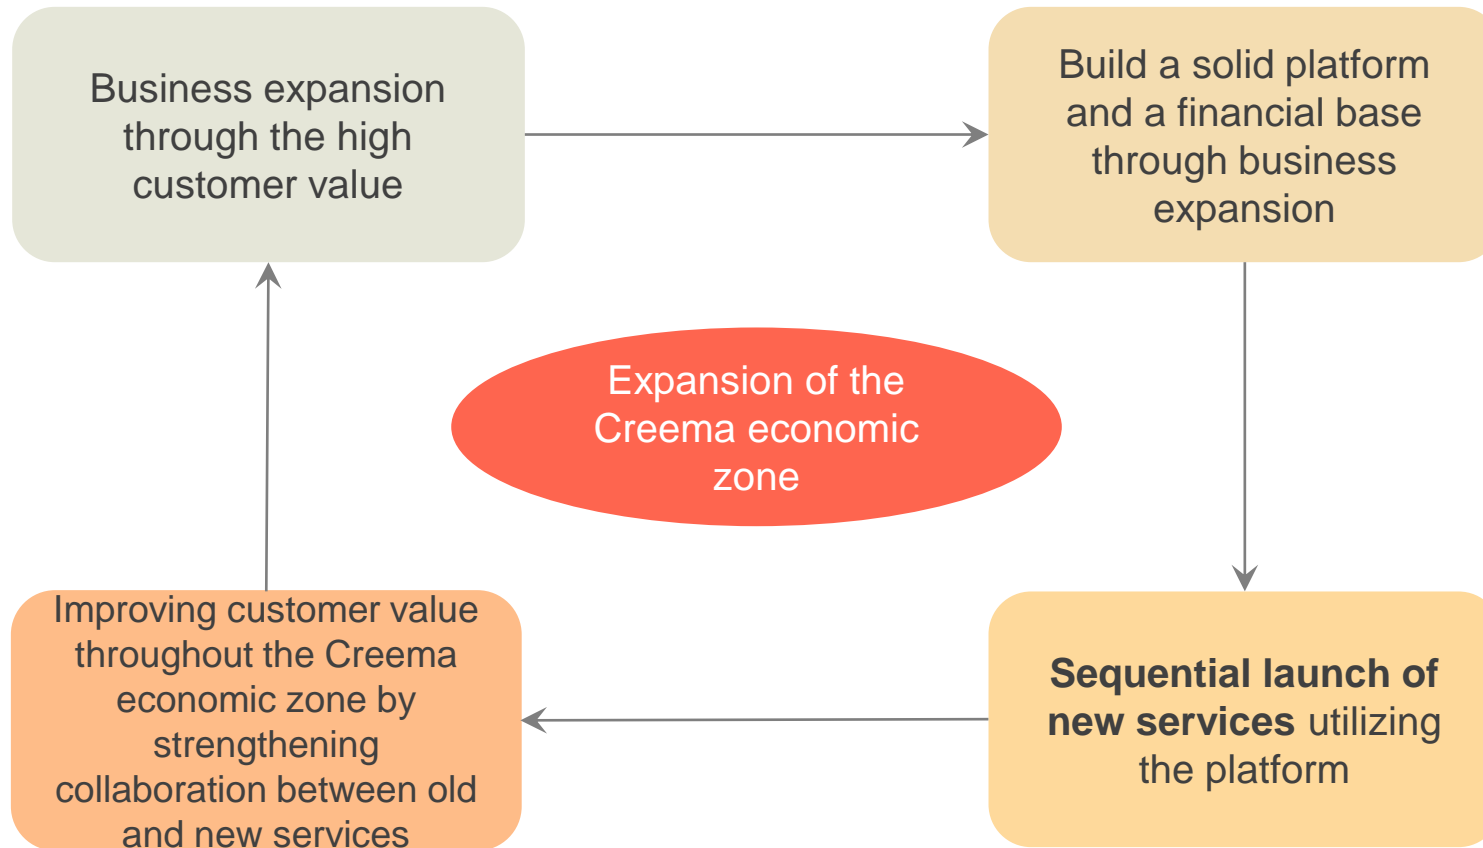 Business expansion
through the high
customer value
Build a solid platform
and a financial base
through business
expansion
Expansion of the
Creema economic
zone
Improving customer value
throughout the Creema
economic zone by
strengthening
collaboration between old
and new services
Sequential launch of
new services utilizing
the platform